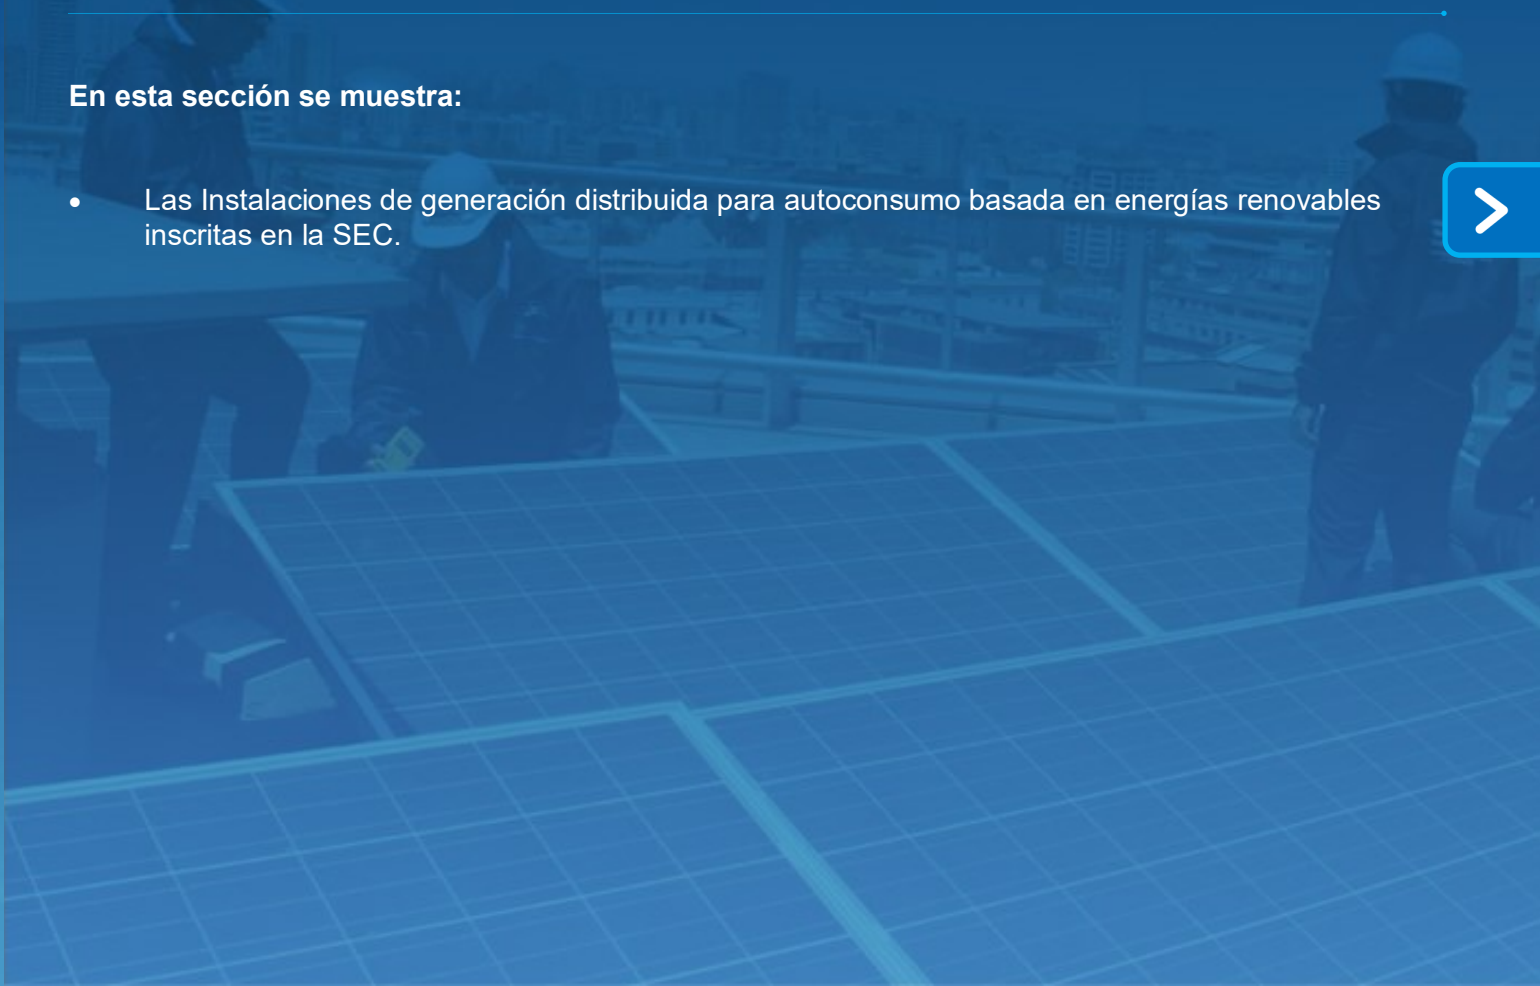 En esta sección se muestra:
• Las Instalaciones de generación distribuida para autoconsumo basada en energías renovables
inscritas en la SEC.